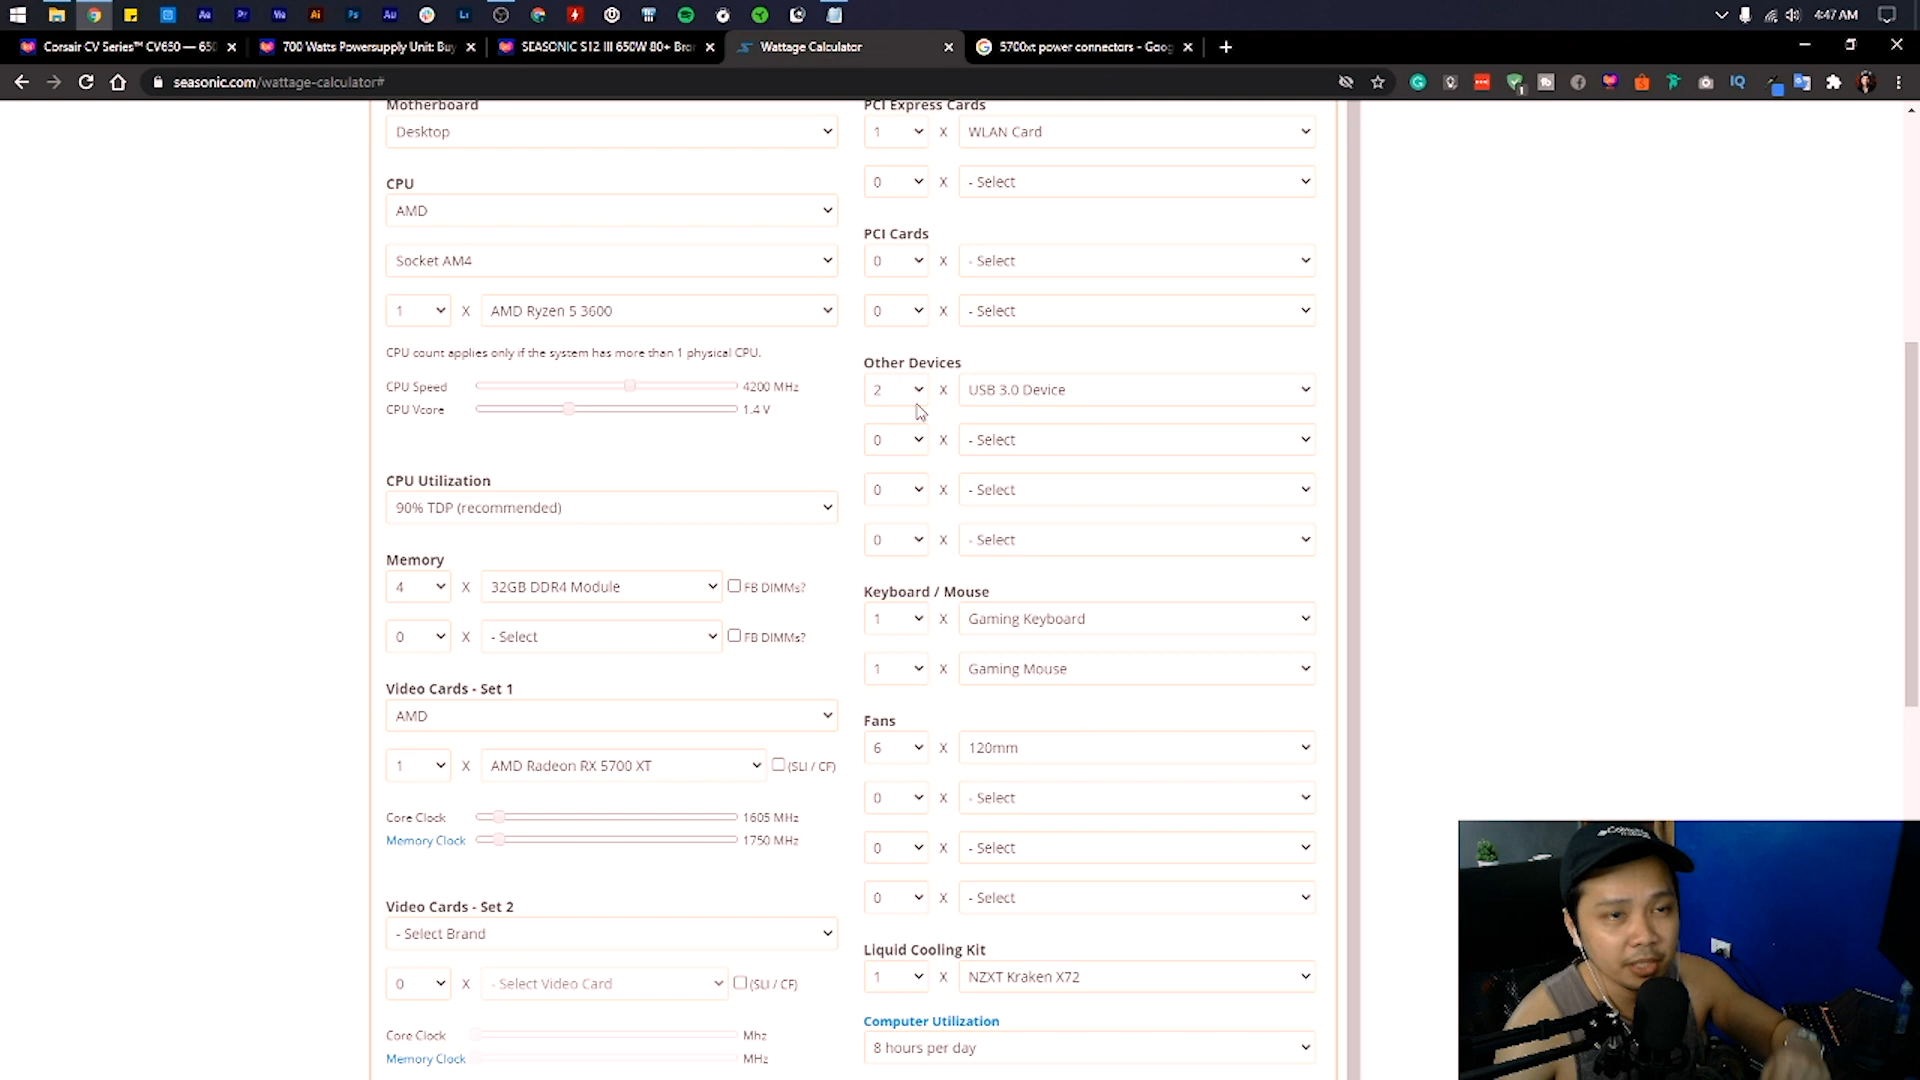 4:47 AM
Corsair CV Series™ CV650 — 650
700 Watts Powersupply Unit: Buy
SEASONIC S12 III 650W 80+ Bron
Wattage Calculator
5700xt power connectors - Goog
seasonic.com/wattage-calculator#
Motherboard
Desktop
CPU
AMD
Socket AM4
1 X AMD Ryzen 5 3600
CPU count applies only if the system has more than 1 physical CPU.
CPU Speed 4200 MHz
CPU Vcore 1.4 V
CPU Utilization
90% TDP (recommended)
Memory
4 X 32GB DDR4 Module FB DIMMs?
0 X - Select FB DIMMs?
Video Cards - Set 1
AMD
1 X AMD Radeon RX 5700 XT (SLI / CF)
Core Clock 1605 MHz
Memory Clock 1750 MHz
Video Cards - Set 2
- Select Brand
0 X - Select Video Card (SLI / CF)
Core Clock Mhz
Memory Clock MHz
PCI Express Cards
1 X WLAN Card
0 X - Select
PCI Cards
0 X - Select
0 X - Select
Other Devices
2 X USB 3.0 Device
0 X - Select
0 X - Select
0 X - Select
Keyboard / Mouse
1 X Gaming Keyboard
1 X Gaming Mouse
Fans
6 X 120mm
0 X - Select
0 X - Select
0 X - Select
Liquid Cooling Kit
1 X NZXT Kraken X72
Computer Utilization
8 hours per day